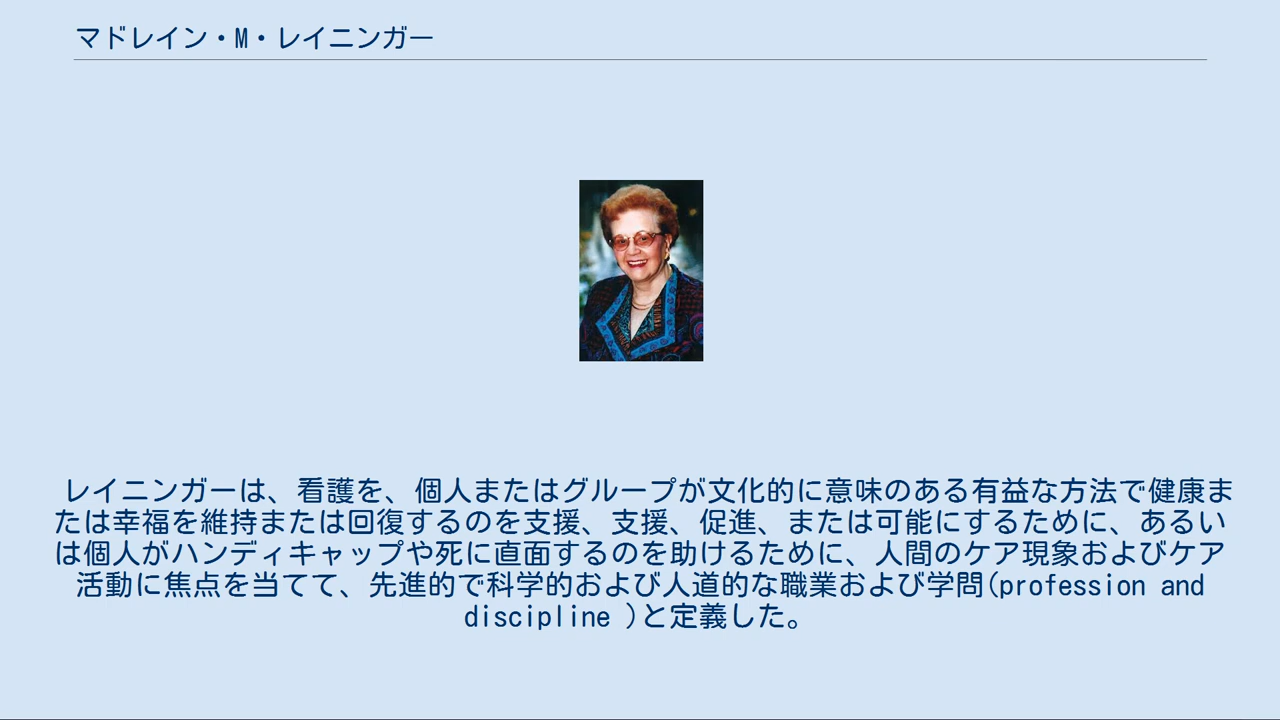 マドレイン・M・レイニンガー
レイニンガーは、看護を、個人またはグループが文化的に意味のある有益な方法で健康ま
たは幸福を維持または回復するのを支援、支援、促進、または可能にするために、あるい
は個人がハンディキャップや死に直面するのを助けるために、人間のケア現象およびケア
活動に焦点を当てて、先進的で科学的および人道的な職業および学問(profession and
discipline )と定義した。